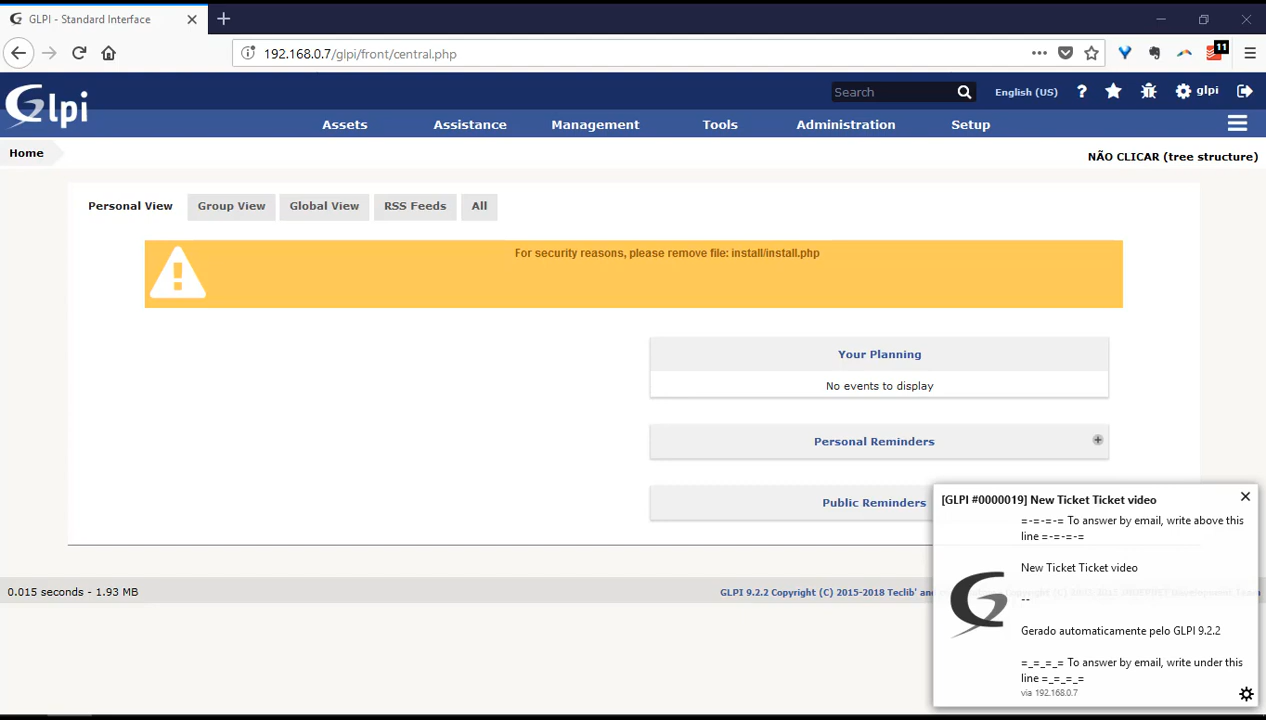 GLPI - Standard Interface
192.168.0.7/glpi/front/central.php
11
Glpi
Search
English (US)
?
glpi
Assets
Assistance
Management
Tools
Administration
Setup
Home
NÃO CLICAR (tree structure)
Personal View
Group View
Global View
RSS Feeds
All
For security reasons, please remove file: install/install.php
Your Planning
No events to display
Personal Reminders
Public Reminders
[GLPI #0000019] New Ticket Ticket video
=-=-=-= To answer by email, write above this
line =-=-=-=
New Ticket Ticket video
--
Gerado automaticamente pelo GLPI 9.2.2
=_=_=_= To answer by email, write under this
line =_=_=_=
via 192.168.0.7
0.015 seconds - 1.93 MB
GLPI 9.2.2 Copyright (C) 2015-2018 Teclib' and